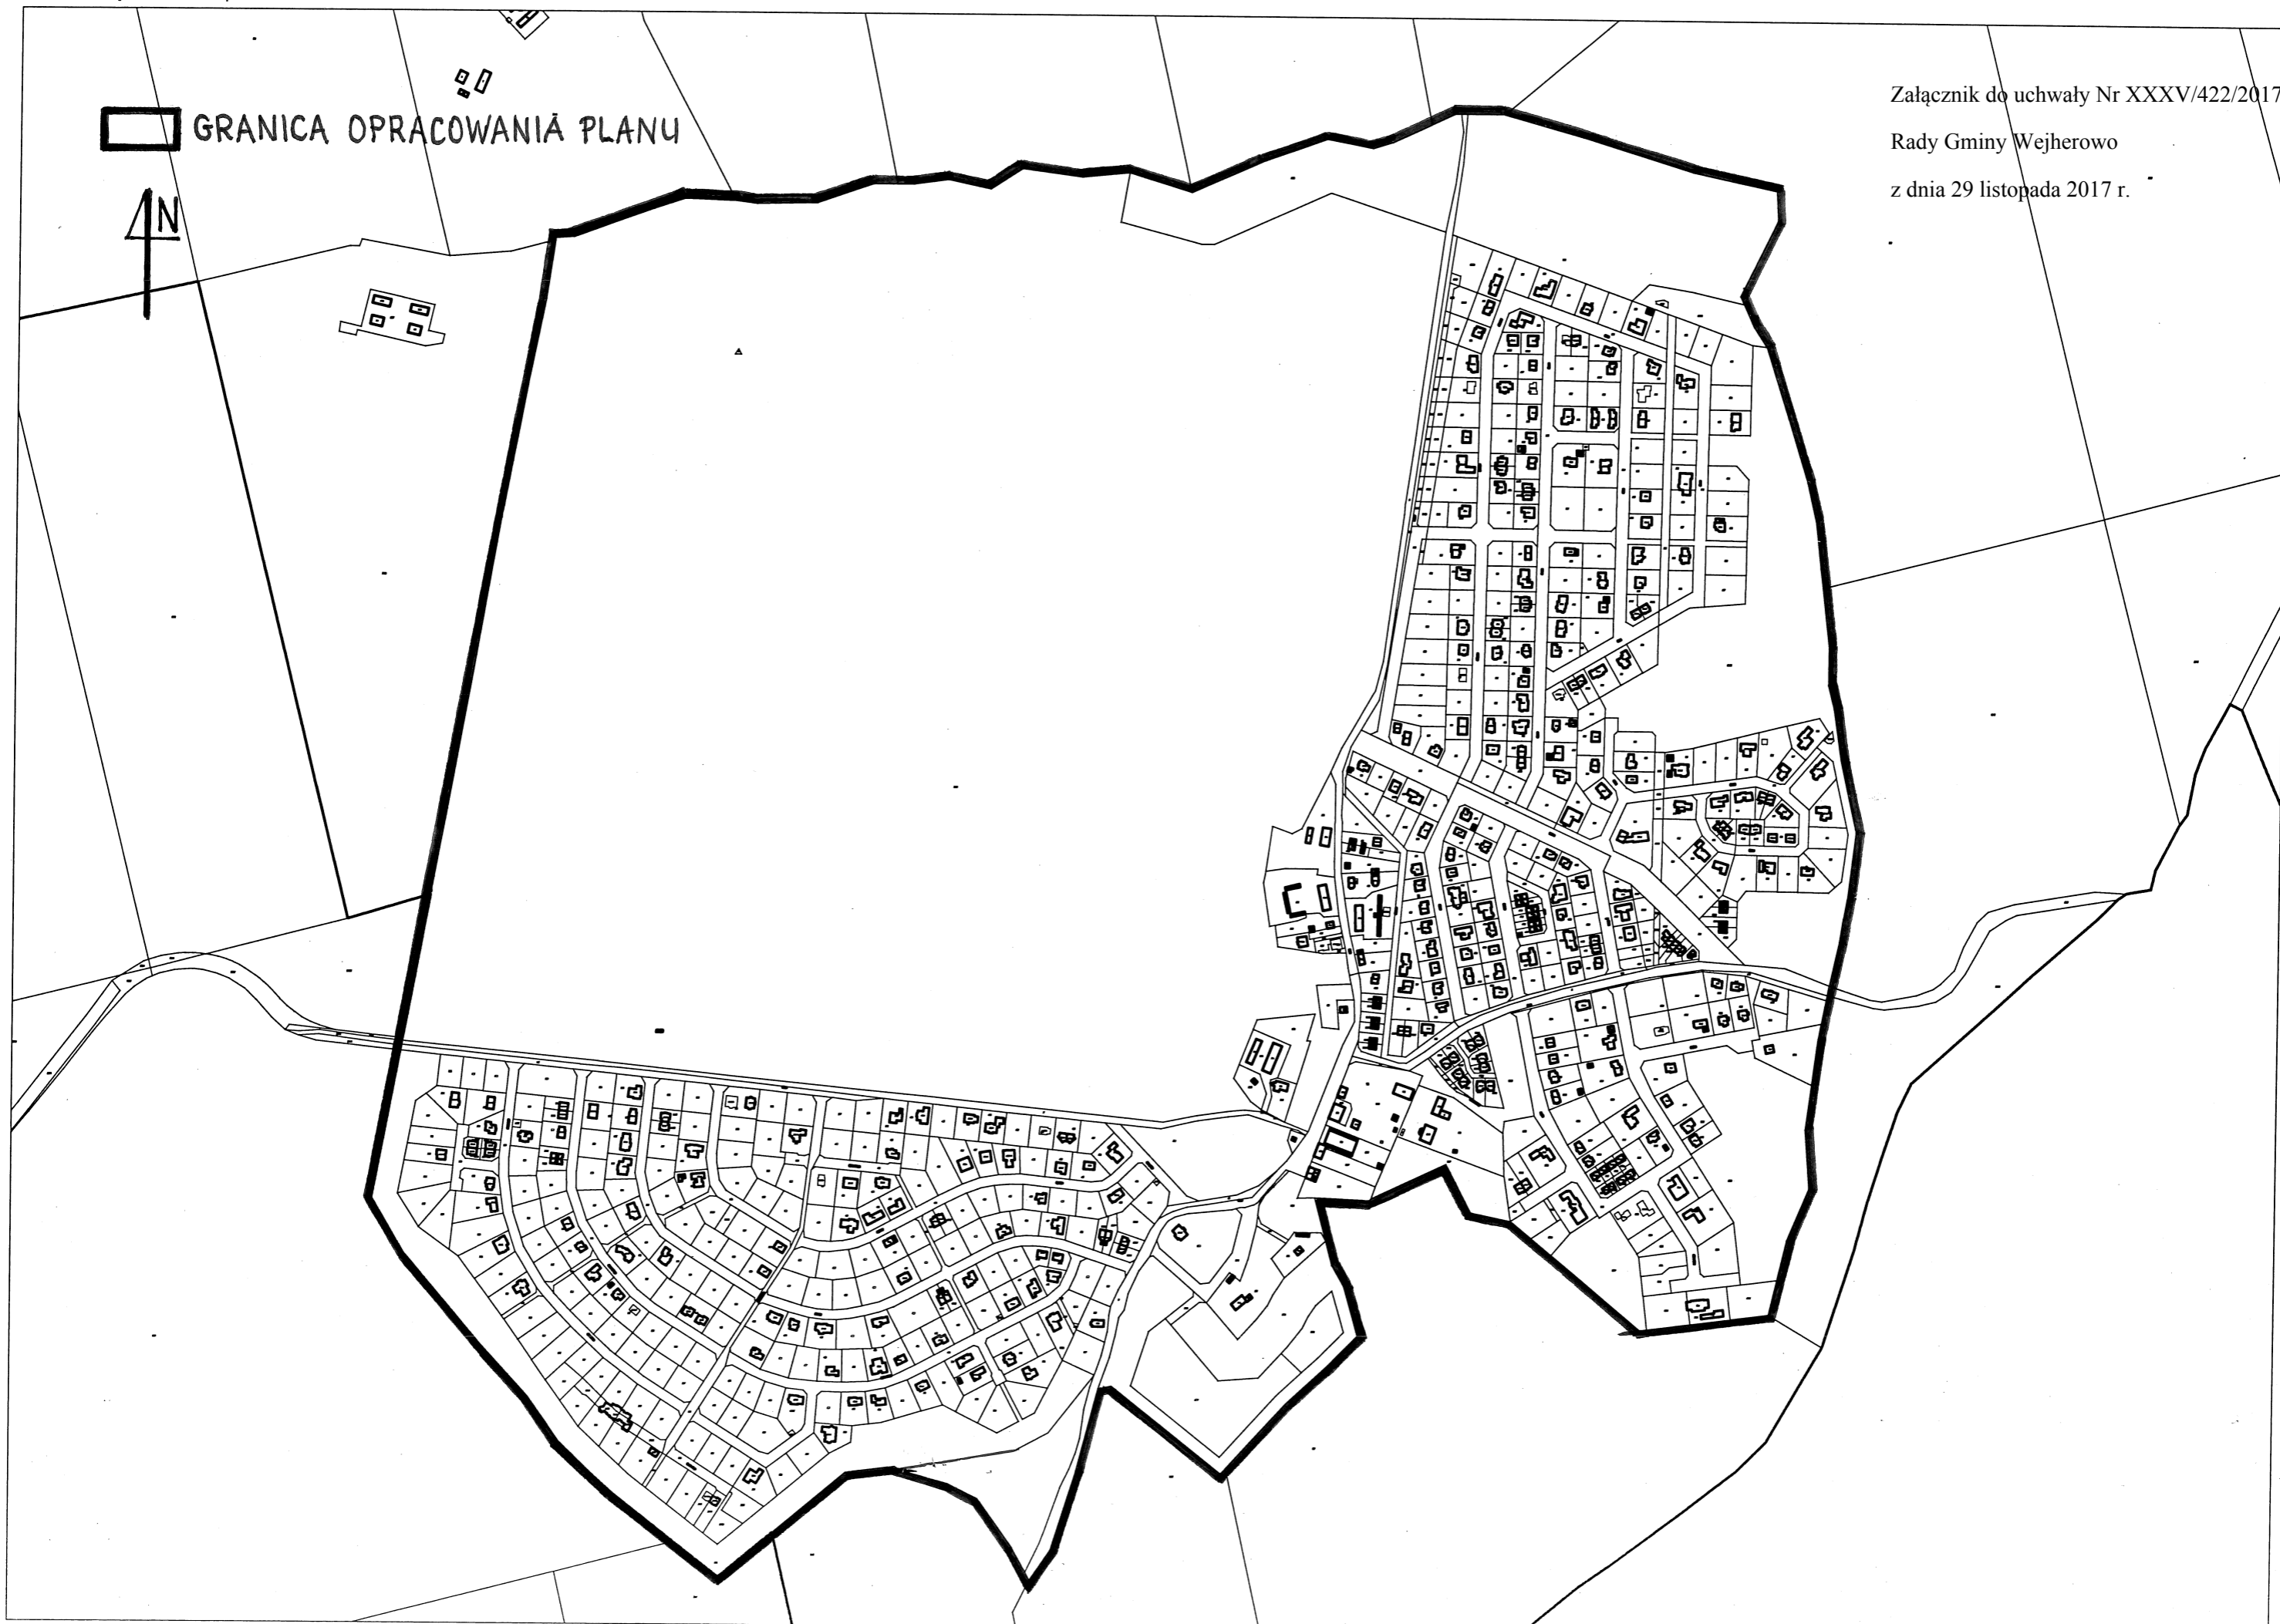 GRANICA OPRACOWANIA PLANU
N
Załącznik do uchwały Nr XXXV/422/2017
Rady Gminy Wejherowo
z dnia 29 listopada 2017 r.